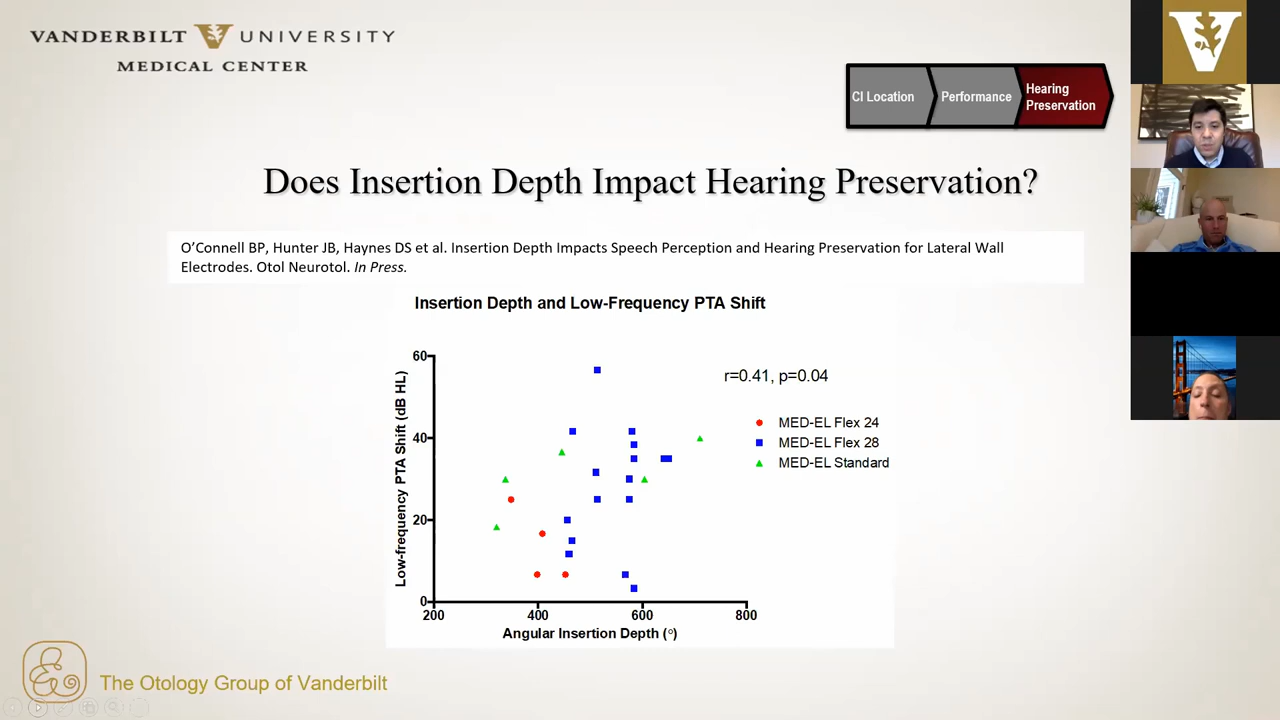 VANDERBILT V UNIVERSITY
MEDICAL CENTER
CI Location
Performance
Hearing
Preservation
Does Insertion Depth Impact Hearing Preservation?
O'Connell BP, Hunter JB, Haynes DS et al. Insertion Depth Impacts Speech Perception and Hearing Preservation for Lateral Wall
Electrodes. Otol Neurotol. In Press.
Insertion Depth and Low-Frequency PTA Shift
Low-frequency PTA Shift (dB HL)
60
40
20
0
200
400
600
800
Angular Insertion Depth (°)
r=0.41, p=0.04
MED-EL Flex 24
MED-EL Flex 28
MED-EL Standard
The Otology Group of Vanderbilt